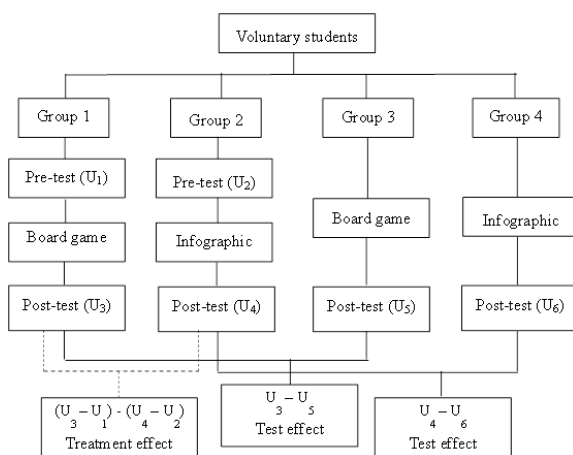 Voluntary students
Group 1
Group 2
Group 3
Group 4
Pre-test (U₁)
Pre-test (U₂)
Board game
Infographic
Board game
Infographic
Post-test (U₃)
Post-test (U₄)
Post-test (U₅)
Post-test (U₆)
(U₃ – U₁) - (U₄ – U₂)
Treatment effect
U₃ – U₅
Test effect
U₄ – U₆
Test effect